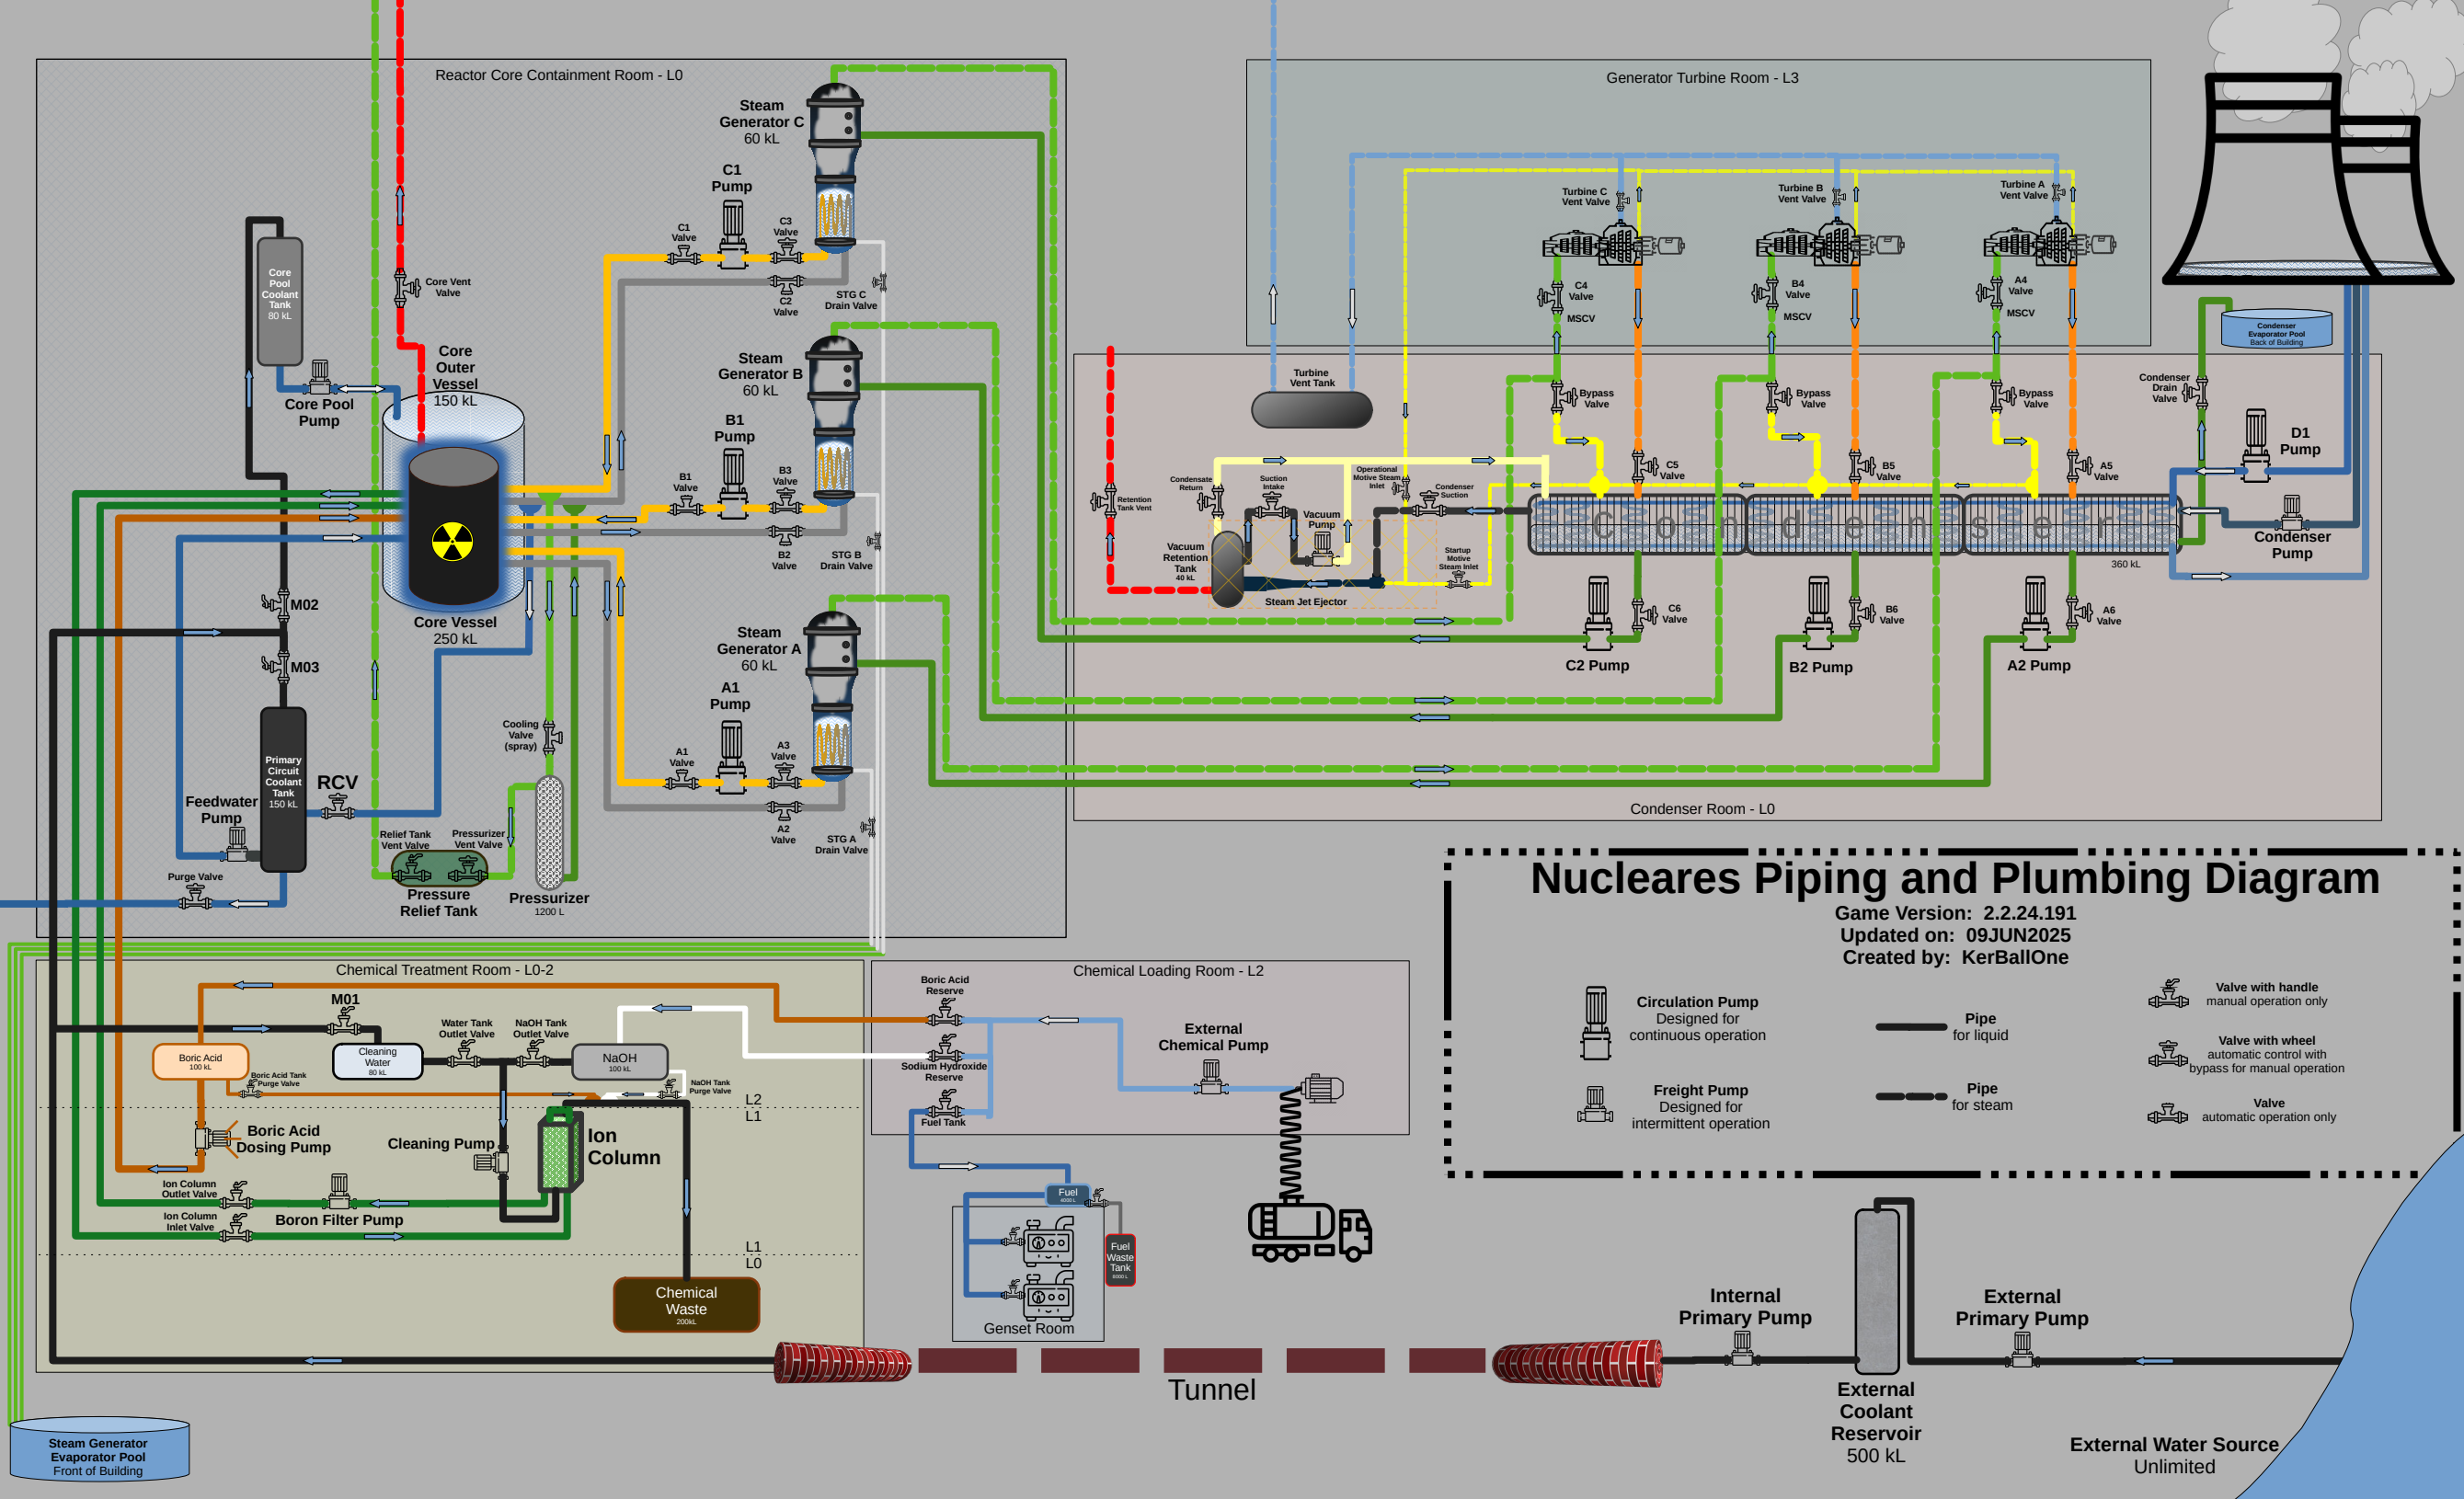 Reactor Core Containment Room - L0
Steam
Generator C
60 kL
C1
Pump
C1
Valve
C3
Valve
C2
Valve
STG C
Drain Valve
Core
Pool
Coolant
Tank
80 kL
Core Vent
Valve
Core Pool
Pump
Core
Outer
Vessel
150 kL
Steam
Generator B
60 kL
B1
Pump
B1
Valve
B3
Valve
B2
Valve
STG B
Drain Valve
Core Vessel
250 kL
M02
M03
Steam
Generator A
60 kL
A1
Pump
A1
Valve
A3
Valve
A2
Valve
STG A
Drain Valve
Primary
Circuit
Coolant
Tank
150 kL
RCV
Feedwater
Pump
Purge Valve
Cooling
Valve
(spray)
Relief Tank
Vent Valve
Pressurizer
Vent Valve
Pressure
Relief Tank
Pressurizer
1200 L
Generator Turbine Room - L3
Turbine C
Vent Valve
Turbine B
Vent Valve
Turbine A
Vent Valve
C4
Valve
MSCV
B4
Valve
MSCV
A4
Valve
MSCV
Condenser
Evaporator Pool
Back of Building
Turbine
Vent Tank
Bypass
Valve
Bypass
Valve
Bypass
Valve
Condenser
Drain
Valve
D1
Pump
C5
Valve
B5
Valve
A5
Valve
Retention
Tank Vent
Condensate
Return
Suction
Intake
Operational
Motive Steam
Inlet
Condenser
Suction
Vacuum
Pump
Vacuum
Retention
Tank
40 kL
Startup
Motive
Steam Inlet
Steam Jet Ejector
Condenser
Condenser
Pump
360 kL
C6
Valve
B6
Valve
A6
Valve
C2 Pump
B2 Pump
A2 Pump
Condenser Room - L0
Nucleares Piping and Plumbing Diagram
Game Version: 2.2.24.191
Updated on: 09JUN2025
Created by: KerBallOne
Circulation Pump
Designed for
continuous operation
Pipe
for liquid
Valve with handle
manual operation only
Valve with wheel
automatic control with
bypass for manual operation
Freight Pump
Designed for
intermittent operation
Pipe
for steam
Valve
automatic operation only
Chemical Treatment Room - L0-2
M01
Water Tank
Outlet Valve
NaOH Tank
Outlet Valve
Boric Acid
100 kL
Cleaning
Water
80 kL
NaOH
100 kL
Boric Acid Tank
Purge Valve
NaOH Tank
Purge Valve
L2
L1
Boric Acid
Dosing Pump
Cleaning Pump
Ion
Column
Ion Column
Outlet Valve
Ion Column
Inlet Valve
Boron Filter Pump
L1
L0
Chemical
Waste
200kL
Chemical Loading Room - L2
Boric Acid
Reserve
Sodium Hydroxide
Reserve
Fuel Tank
External
Chemical Pump
Fuel
4000 L
Fuel
Waste
Tank
6000 L
Genset Room
Tunnel
Internal
Primary Pump
External
Primary Pump
External
Coolant
Reservoir
500 kL
External Water Source
Unlimited
Steam Generator
Evaporator Pool
Front of Building